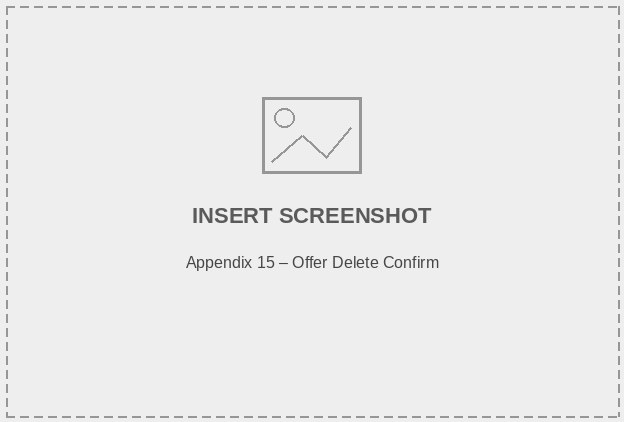 INSERT SCREENSHOT
Appendix 15 – Offer Delete Confirm